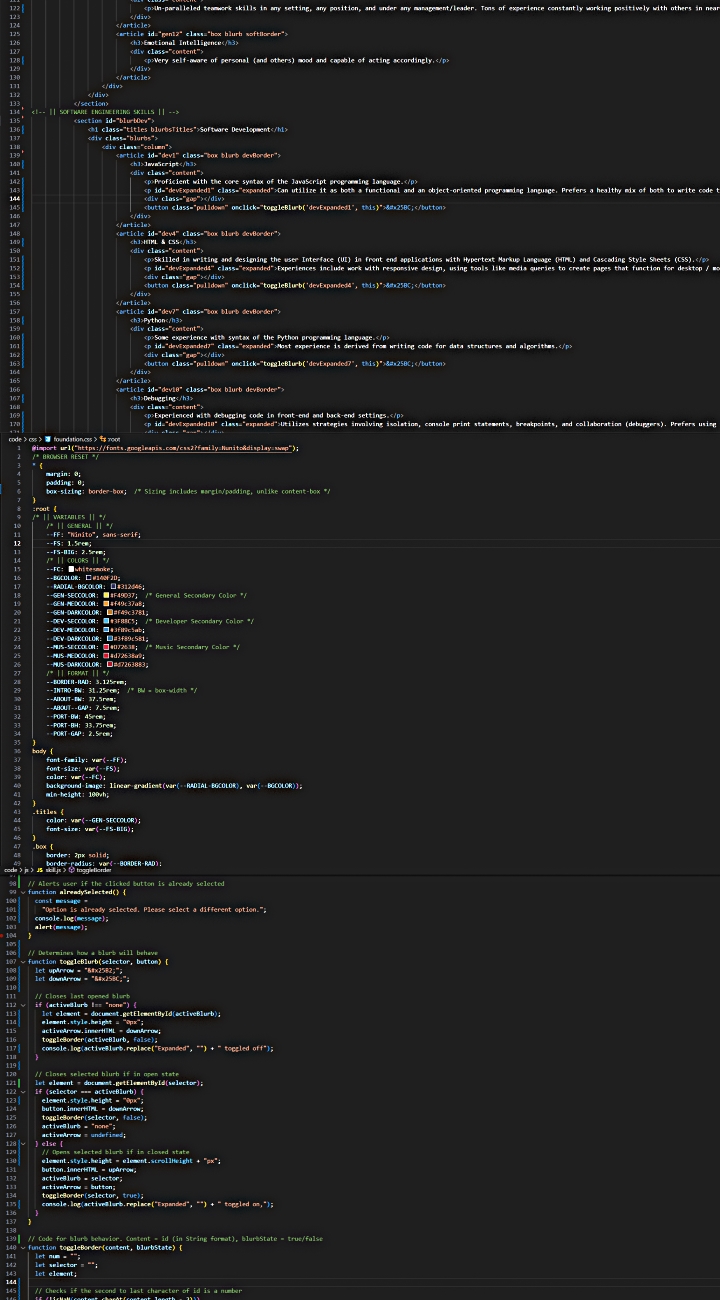 122 <p>Un-paralleled teamwork skills in any setting, any position, and under any management/leader. Tons of experience constantly working positively with others in near
123 </div>
124 </article>
125 <article id="gen12" class="box blurb softBorder">
126 <h3>Emotional Intelligence</h3>
127 <div class="content">
128 <p>Very self-aware of personal (and others) mood and capable of acting accordingly.</p>
129 </div>
130 </article>
131 </div>
132 </div>
133 </section>
134 <!-- || SOFTWARE ENGINEERING SKILLS || -->
135 <section id="blurbDev">
136 <h1 class="titles blurbsTitles">Software Development</h1>
137 <div class="blurbs">
138 <div class="column">
139 <article id="dev1" class="box blurb devBorder">
140 <h3>JavaScript</h3>
141 <div class="content">
142 <p>Proficient with the core syntax of the JavaScript programming language.</p>
143 <p id="devExpanded1" class="expanded">Can utilize it as both a functional and an object-oriented programming language. Prefers a healthy mix of both to write code t
144 <div class="gap"></div>
145 <button class="pulldown" onclick="toggleBlurb('devExpanded1', this)">&#x25BC;</button>
146 </div>
147 </article>
148 <article id="dev4" class="box blurb devBorder">
149 <h3>HTML & CSS</h3>
150 <div class="content">
151 <p>Skilled in writing and designing the user Interface (UI) in front end applications with Hypertext Markup Language (HTML) and Cascading Style Sheets (CSS).</p>
152 <p id="devExpanded4" class="expanded">Experiences include work with responsive design, using tools like media queries to create pages that function for desktop / mo
153 <div class="gap"></div>
154 <button class="pulldown" onclick="toggleBlurb('devExpanded4', this)">&#x25BC;</button>
155 </div>
156 </article>
157 <article id="dev7" class="box blurb devBorder">
158 <h3>Python</h3>
159 <div class="content">
160 <p>Some experience with syntax of the Python programming language.</p>
161 <p id="devExpanded7" class="expanded">Most experience is derived from writing code for data structures and algorithms.</p>
162 <div class="gap"></div>
163 <button class="pulldown" onclick="toggleBlurb('devExpanded7', this)">&#x25BC;</button>
164 </div>
165 </article>
166 <article id="dev10" class="box blurb devBorder">
167 <h3>Debugging</h3>
168 <div class="content">
169 <p>Experienced with debugging code in front-end and back-end settings.</p>
170 <p id="devExpanded10" class="expanded">Utilizes strategies involving isolation, console print statements, breakpoints, and collaboration (debuggers). Prefers using
code > css > foundation.css > :root
1 @import url("https://fonts.googleapis.com/css2?family:Nunito&display:swap");
2 /* BROWSER RESET */
3 * {
4 margin: 0;
5 padding: 0;
6 box-sizing: border-box; /* Sizing includes margin/padding, unlike content-box */
7 }
8 :root {
9 /* || VARIABLES || */
10 /* || GENERAL || */
11 --FF: "Ninito", sans-serif;
12 --FS: 1.5rem;
13 --FS-BIG: 2.5rem;
14 /* || COLORS || */
15 --FC: whitesmoke;
16 --BGCOLOR: #140F2D;
17 --RADIAL-BGCOLOR: #312d46;
18 --GEN-SECCOLOR: #F49D37; /* General Secondary Color */
19 --GEN-MEDCOLOR: #f49c37a8;
20 --GEN-DARKCOLOR: #f49c3781;
21 --DEV-SECCOLOR: #3F88C5; /* Developer Secondary Color */
22 --DEV-MEDCOLOR: #3f89c5ab;
23 --DEV-DARKCOLOR: #3f89c581;
24 --MUS-SECCOLOR: #D72638; /* Music Secondary Color */
25 --MUS-MEDCOLOR: #d72638a9;
26 --MUS-DARKCOLOR: #d7263883;
27 /* || FORMAT || */
28 --BORDER-RAD: 3.125rem;
29 --INTRO-BW: 31.25rem; /* BW = box-width */
30 --ABOUT-BW: 37.5rem;
31 --ABOUT--GAP: 7.5rem;
32 --PORT-BW: 45rem;
33 --PORT-BH: 33.75rem;
34 --PORT-GAP: 2.5rem;
35 }
36 body {
37 font-family: var(--FF);
38 font-size: var(--FS);
39 color: var(--FC);
40 background-image: linear-gradient(var(--RADIAL-BGCOLOR), var(--BGCOLOR));
41 min-height: 100vh;
42 }
43 .titles {
44 color: var(--GEN-SECCOLOR);
45 font-size: var(--FS-BIG);
46 }
47 .box {
48 border: 2px solid;
49 border-radius: var(--BORDER-RAD);
code > js > JS skill.js > toggleBorder
98 // Alerts user if the clicked button is already selected
99 function alreadySelected() {
100 const message =
101 "Option is already selected. Please select a different option.";
102 console.log(message);
103 alert(message);
104 }
105
106 // Determines how a blurb will behave
107 function toggleBlurb(selector, button) {
108 let upArrow = "&#x25B2;";
109 let downArrow = "&#x25BC;";
110
111 // Closes last opened blurb
112 if (activeBlurb !== "none") {
113 let element = document.getElementById(activeBlurb);
114 element.style.height = "0px";
115 activeArrow.innerHTML = downArrow;
116 toggleBorder(activeBlurb, false);
117 console.log(activeBlurb.replace("Expanded", "") + " toggled off");
118 }
119
120 // Closes selected blurb if in open state
121 let element = document.getElementById(selector);
122 if (selector === activeBlurb) {
123 element.style.height = "0px";
124 button.innerHTML = downArrow;
125 toggleBorder(selector, false);
126 activeBlurb = "none";
127 activeArrow = undefined;
128 } else {
129 // Opens selected blurb if in closed state
130 element.style.height = element.scrollHeight + "px";
131 button.innerHTML = upArrow;
132 activeBlurb = selector;
133 activeArrow = button;
134 toggleBorder(selector, true);
135 console.log(activeBlurb.replace("Expanded", "") + " toggled on,");
136 }
137 }
138
139 // Code for blurb behavior. Content = id (in String format), blurbState = true/false
140 function toggleBorder(content, blurbState) {
141 let num = "";
142 let selector = "";
143 let element;
144
145 // Checks if the second to last character of id is a number